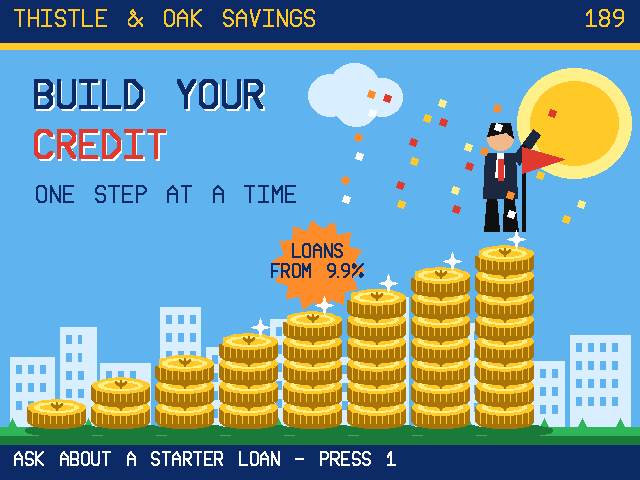 THISTLE & OAK SAVINGS 189
BUILD YOUR
CREDIT
ONE STEP AT A TIME
LOANS
FROM 9.9%
ASK ABOUT A STARTER LOAN - PRESS 1